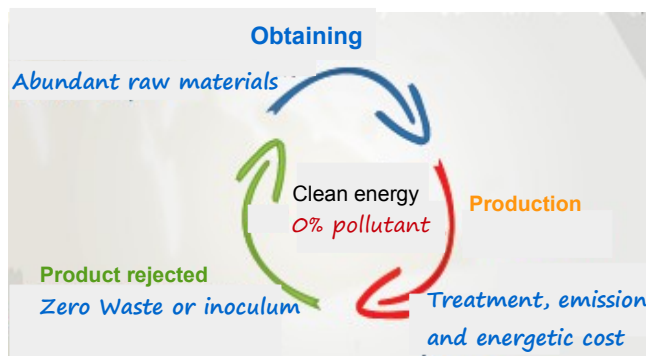 Obtaining
Abundant raw materials
Clean energy
0% pollutant
Production
Product rejected
Zero Waste or inoculum
Treatment, emission
and energetic cost